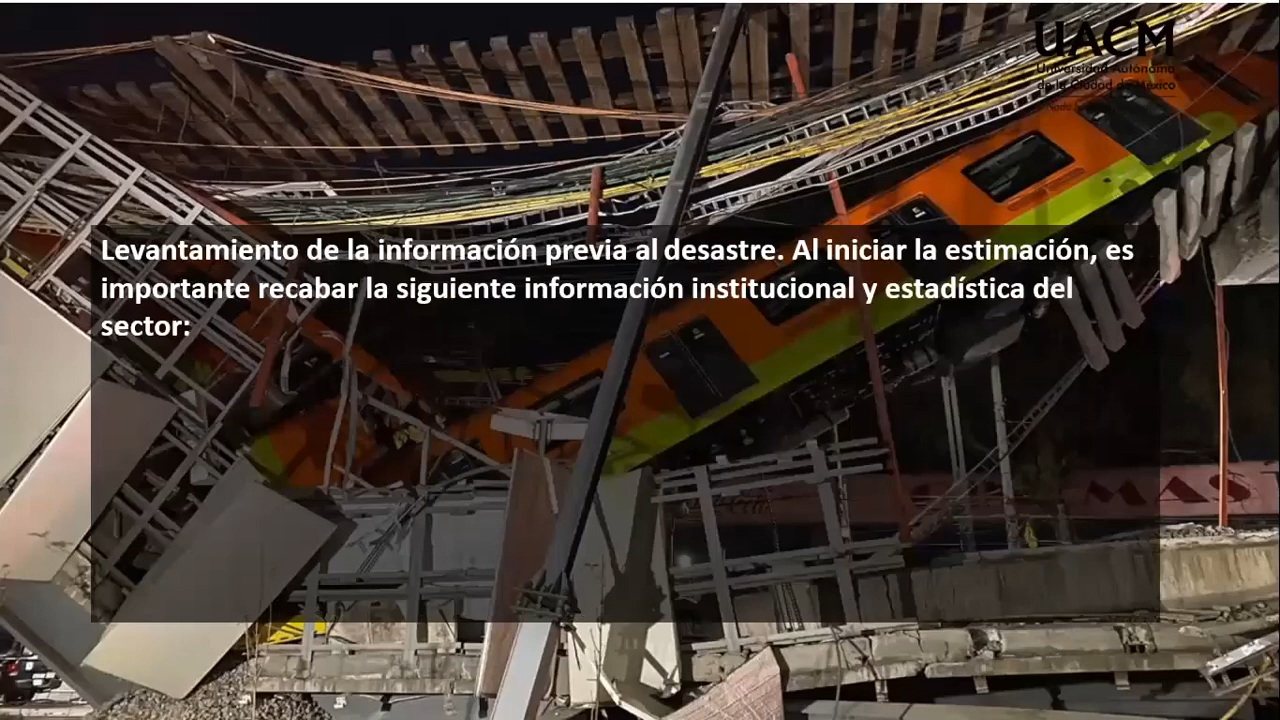 UACM
Universidad Autónoma
de la Ciudad de México
Levantamiento de la información previa al desastre. Al iniciar la estimación, es
importante recabar la siguiente información institucional y estadística del
sector:
MAS